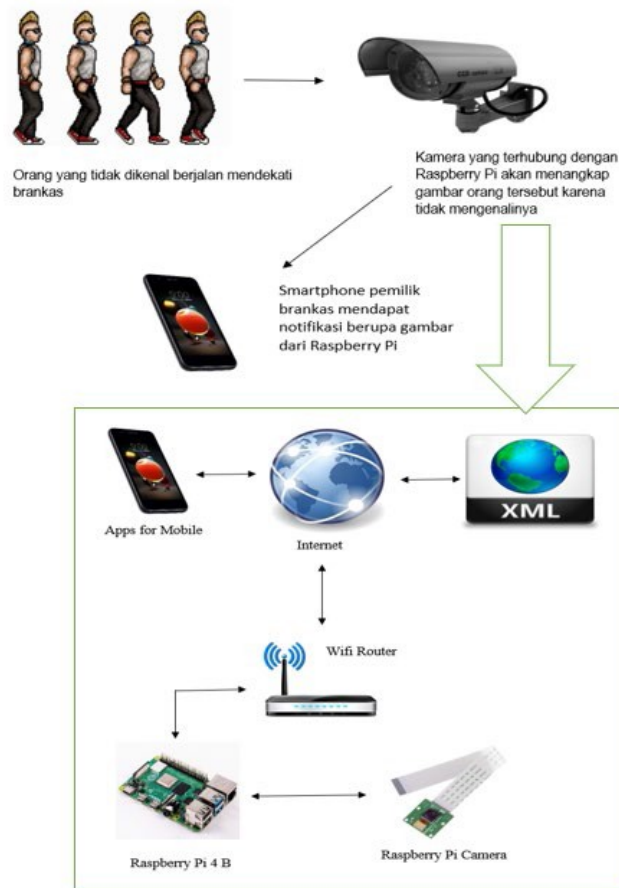 Orang yang tidak dikenal berjalan mendekati
brankas
Kamera yang terhubung dengan
Raspberry Pi akan menangkap
gambar orang tersebut karena
tidak mengenalinya
Smartphone pemilik
brankas mendapat
notifikasi berupa gambar
dari Raspberry Pi
Apps for Mobile
Internet
XML
Wifi Router
Raspberry Pi 4 B
Raspberry Pi Camera